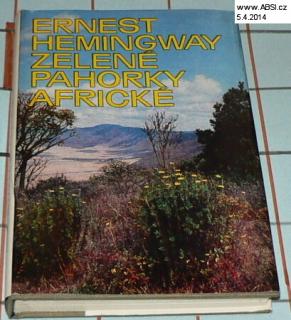 www.ABSI.cz
5.4.2014
ERNEST
HEMINGWAY
ZELENÉ
PAHORKY
AFRICKÉ